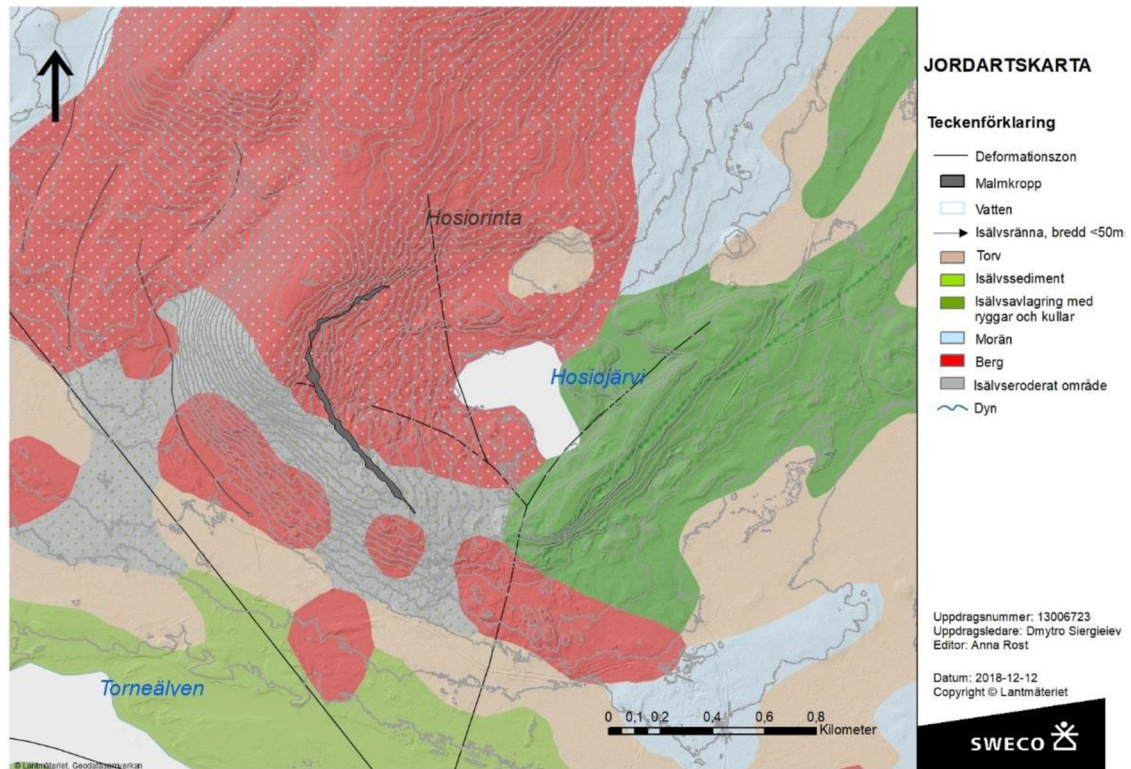 JORDARTSKARTA
Teckenförklaring
Deformationszon
Malmkropp
Vatten
Isälvsränna, bredd <50m
Torv
Isälvssediment
Isälvsavlagring med
ryggar och kullar
Morän
Berg
Isälvseroderat område
Dyn
Hosiorinta
Hosiojärvi
Torneälven
0 0,1 0,2 0,4 0,6 0,8
Kilometer
Uppdragsnummer: 13006723
Uppdragsledare: Dmytro Siergieiev
Editor: Anna Rost
Datum: 2018-12-12
Copyright © Lantmäteriet
SWECO
© Lantmäteriet, Geodatasamverkan